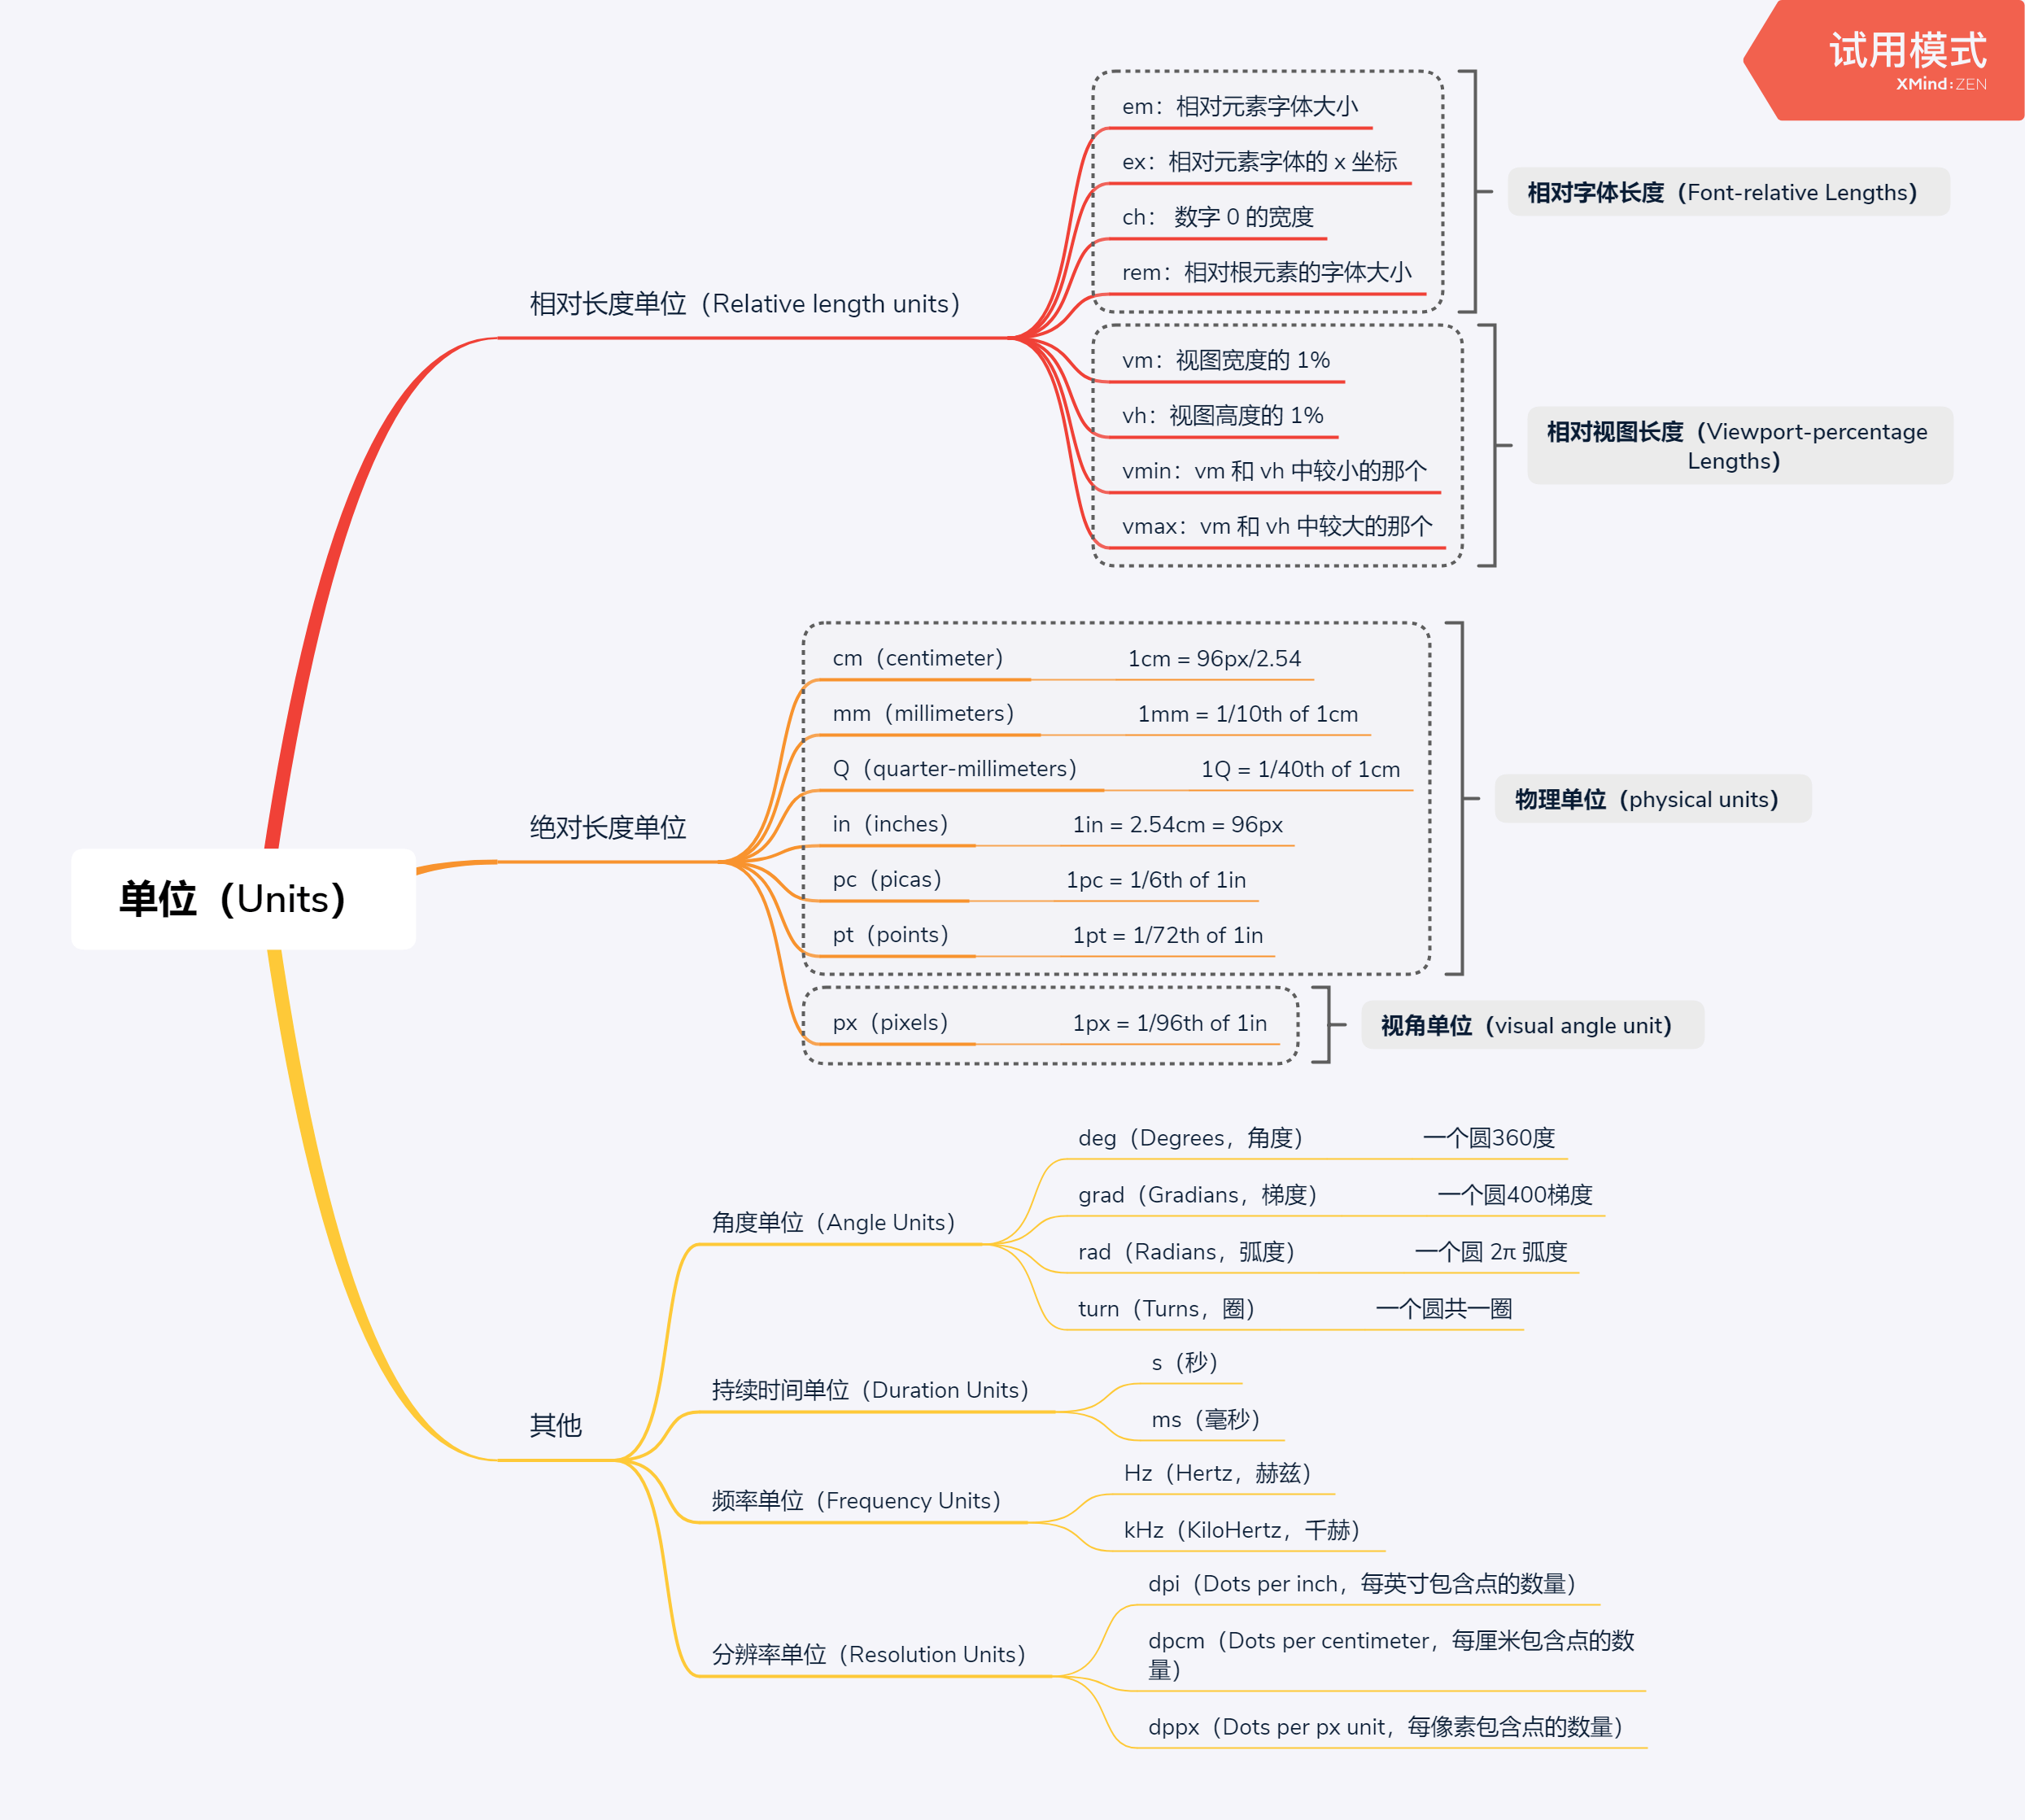 试用模式
XMind:ZEN
单位（Units）
相对长度单位（Relative length units）
em：相对元素字体大小
ex：相对元素字体的 x 坐标
ch： 数字 0 的宽度
rem：相对根元素的字体大小
相对字体长度（Font-relative Lengths）
vm：视图宽度的 1%
vh：视图高度的 1%
vmin：vm 和 vh 中较小的那个
vmax：vm 和 vh 中较大的那个
相对视图长度（Viewport-percentage
Lengths）
绝对长度单位
cm（centimeter） 1cm = 96px/2.54
mm（millimeters） 1mm = 1/10th of 1cm
Q（quarter-millimeters） 1Q = 1/40th of 1cm
in（inches） 1in = 2.54cm = 96px
pc（picas） 1pc = 1/6th of 1in
pt（points） 1pt = 1/72th of 1in
物理单位（physical units）
px（pixels） 1px = 1/96th of 1in
视角单位（visual angle unit）
其他
角度单位（Angle Units）
deg（Degrees，角度） 一个圆360度
grad（Gradians，梯度） 一个圆400梯度
rad（Radians，弧度） 一个圆 2π 弧度
turn（Turns，圈） 一个圆共一圈
持续时间单位（Duration Units）
s（秒）
ms（毫秒）
频率单位（Frequency Units）
Hz（Hertz，赫兹）
kHz（KiloHertz，千赫）
分辨率单位（Resolution Units）
dpi（Dots per inch，每英寸包含点的数量）
dpcm（Dots per centimeter，每厘米包含点的数
量）
dppx（Dots per px unit，每像素包含点的数量）